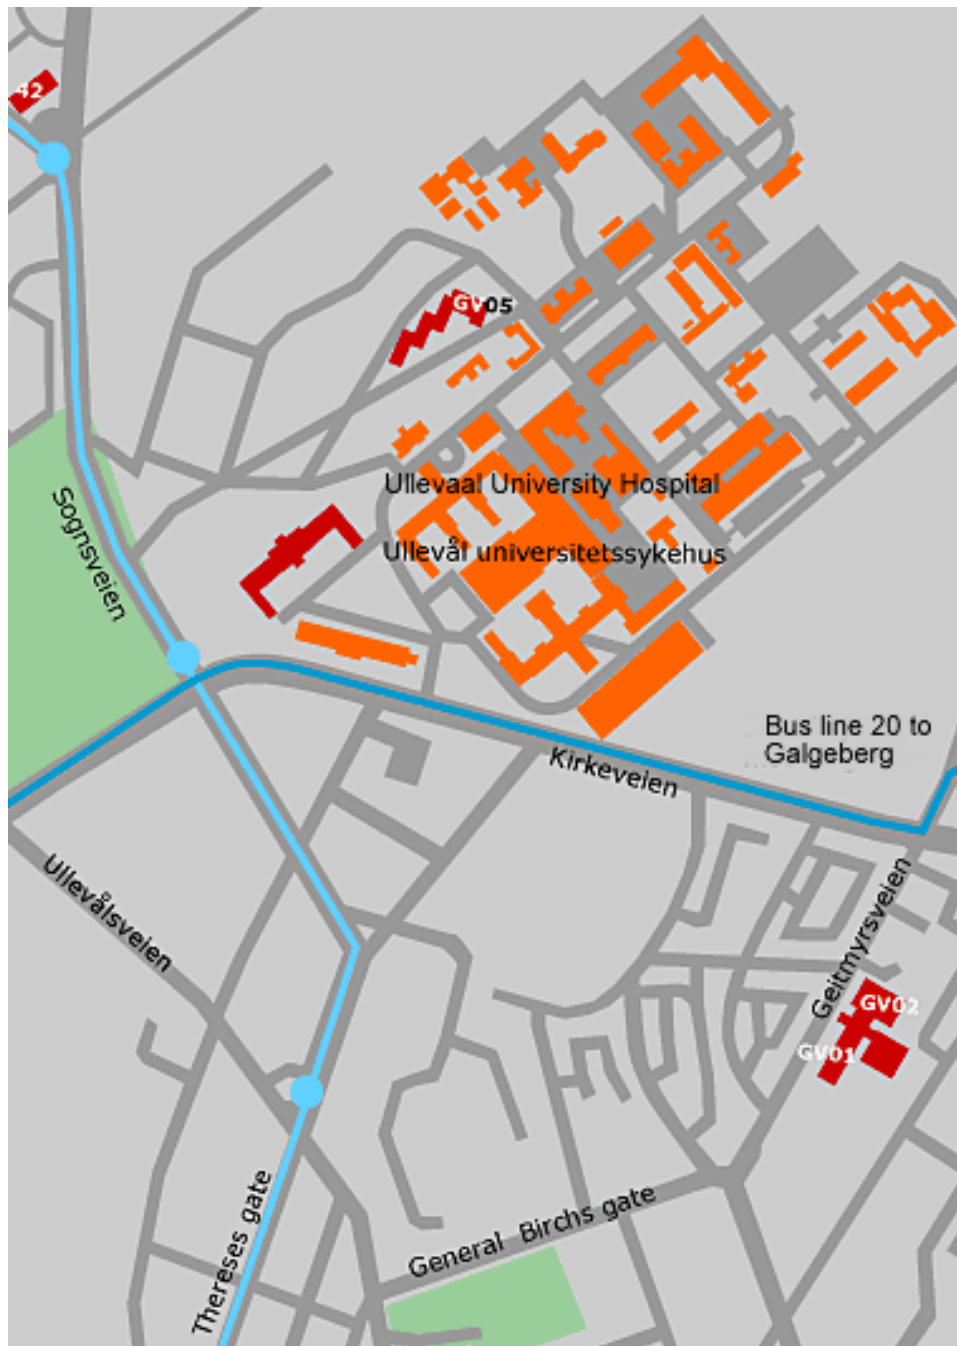 42
GV05
Ullevaal University Hospital
Sognsveien
Ullevål universitetssykehus
Bus line 20 to
Galgeberg
Kirkeveien
Ullevålsveien
Geitmyrsveien
GV02
GV01
Thereses gate
General Birchs gate